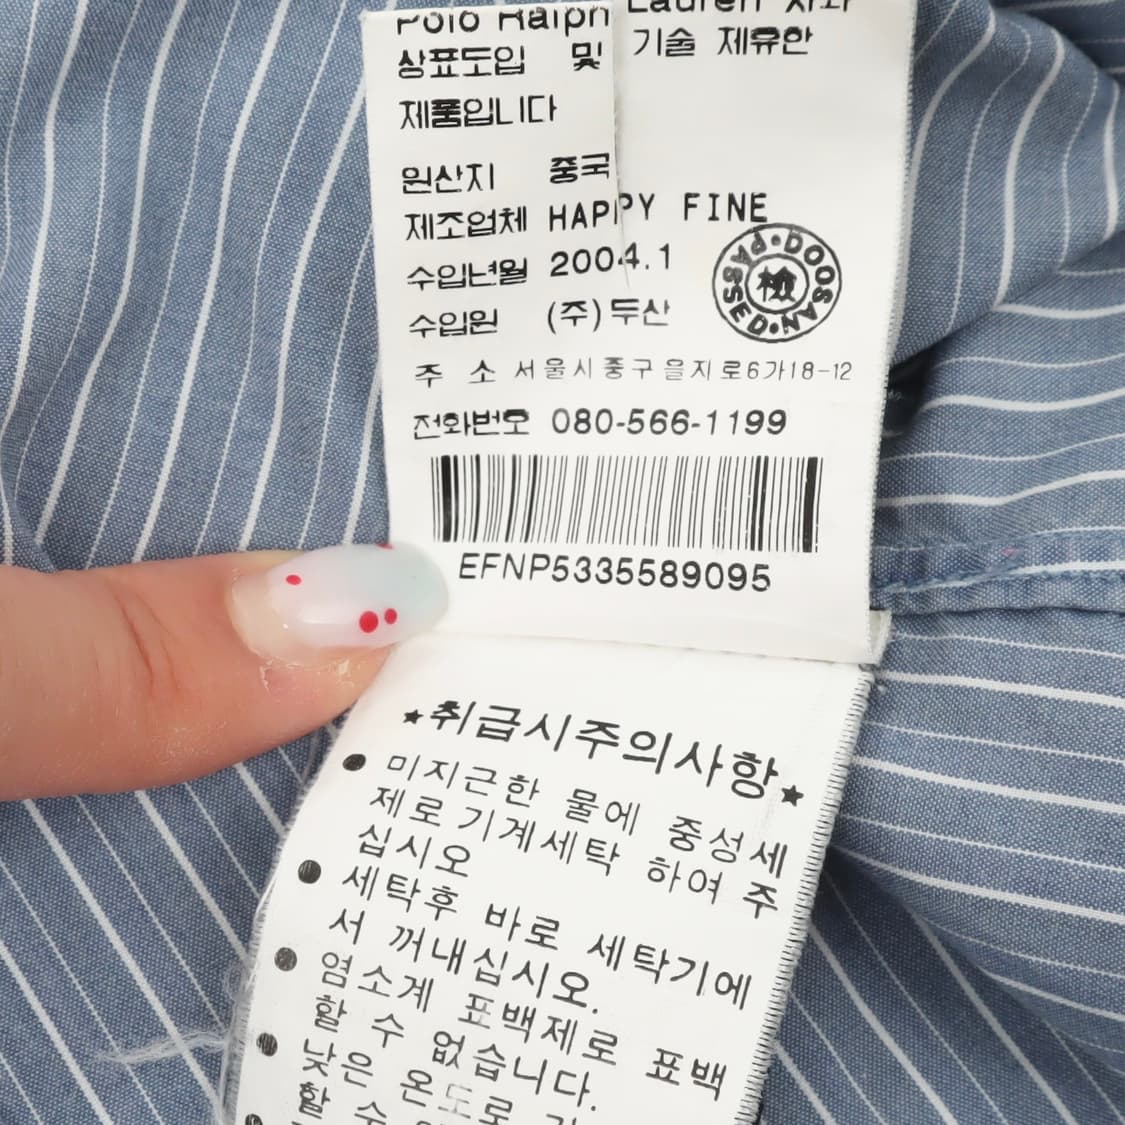 Polo Ralph Lauren 사와
상표도입 및 기술 제휴한
제품입니다
원산지 중국
제조업체 HAPPY FINE
수입년월 2004.1
수입원 (주)두산
DOOSAN PASSED
檢
주 소 서울시중구을지로6가18-12
전화번호 080-566-1199
EFNP5335589095
★취급시주의사항★
● 미지근한 물에 중성세
제로 기계세탁 하여 주
십시오
● 세탁후 바로 세탁기에
서 꺼내십시오.
● 염소계 표백제로 표백
할 수 없습니다.
● 낮은 온도로
할 수